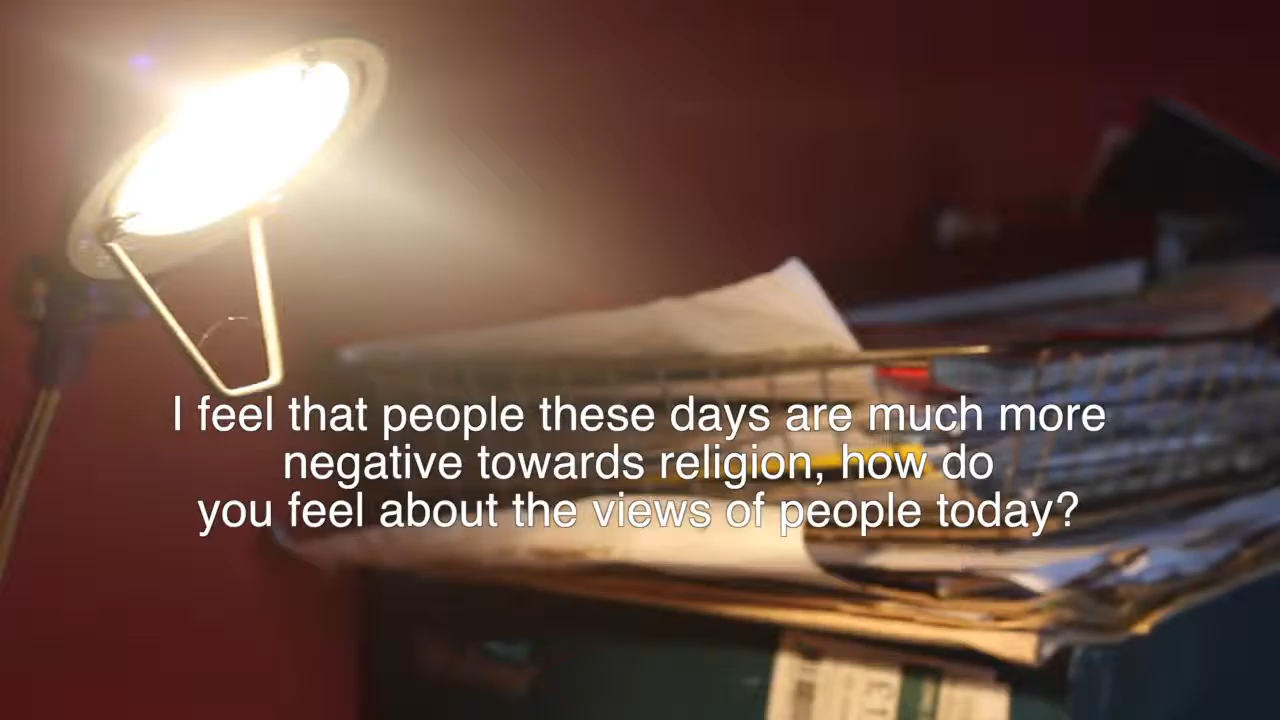 I feel that people these days are much more
negative towards religion, how do
you feel about the views of people today?